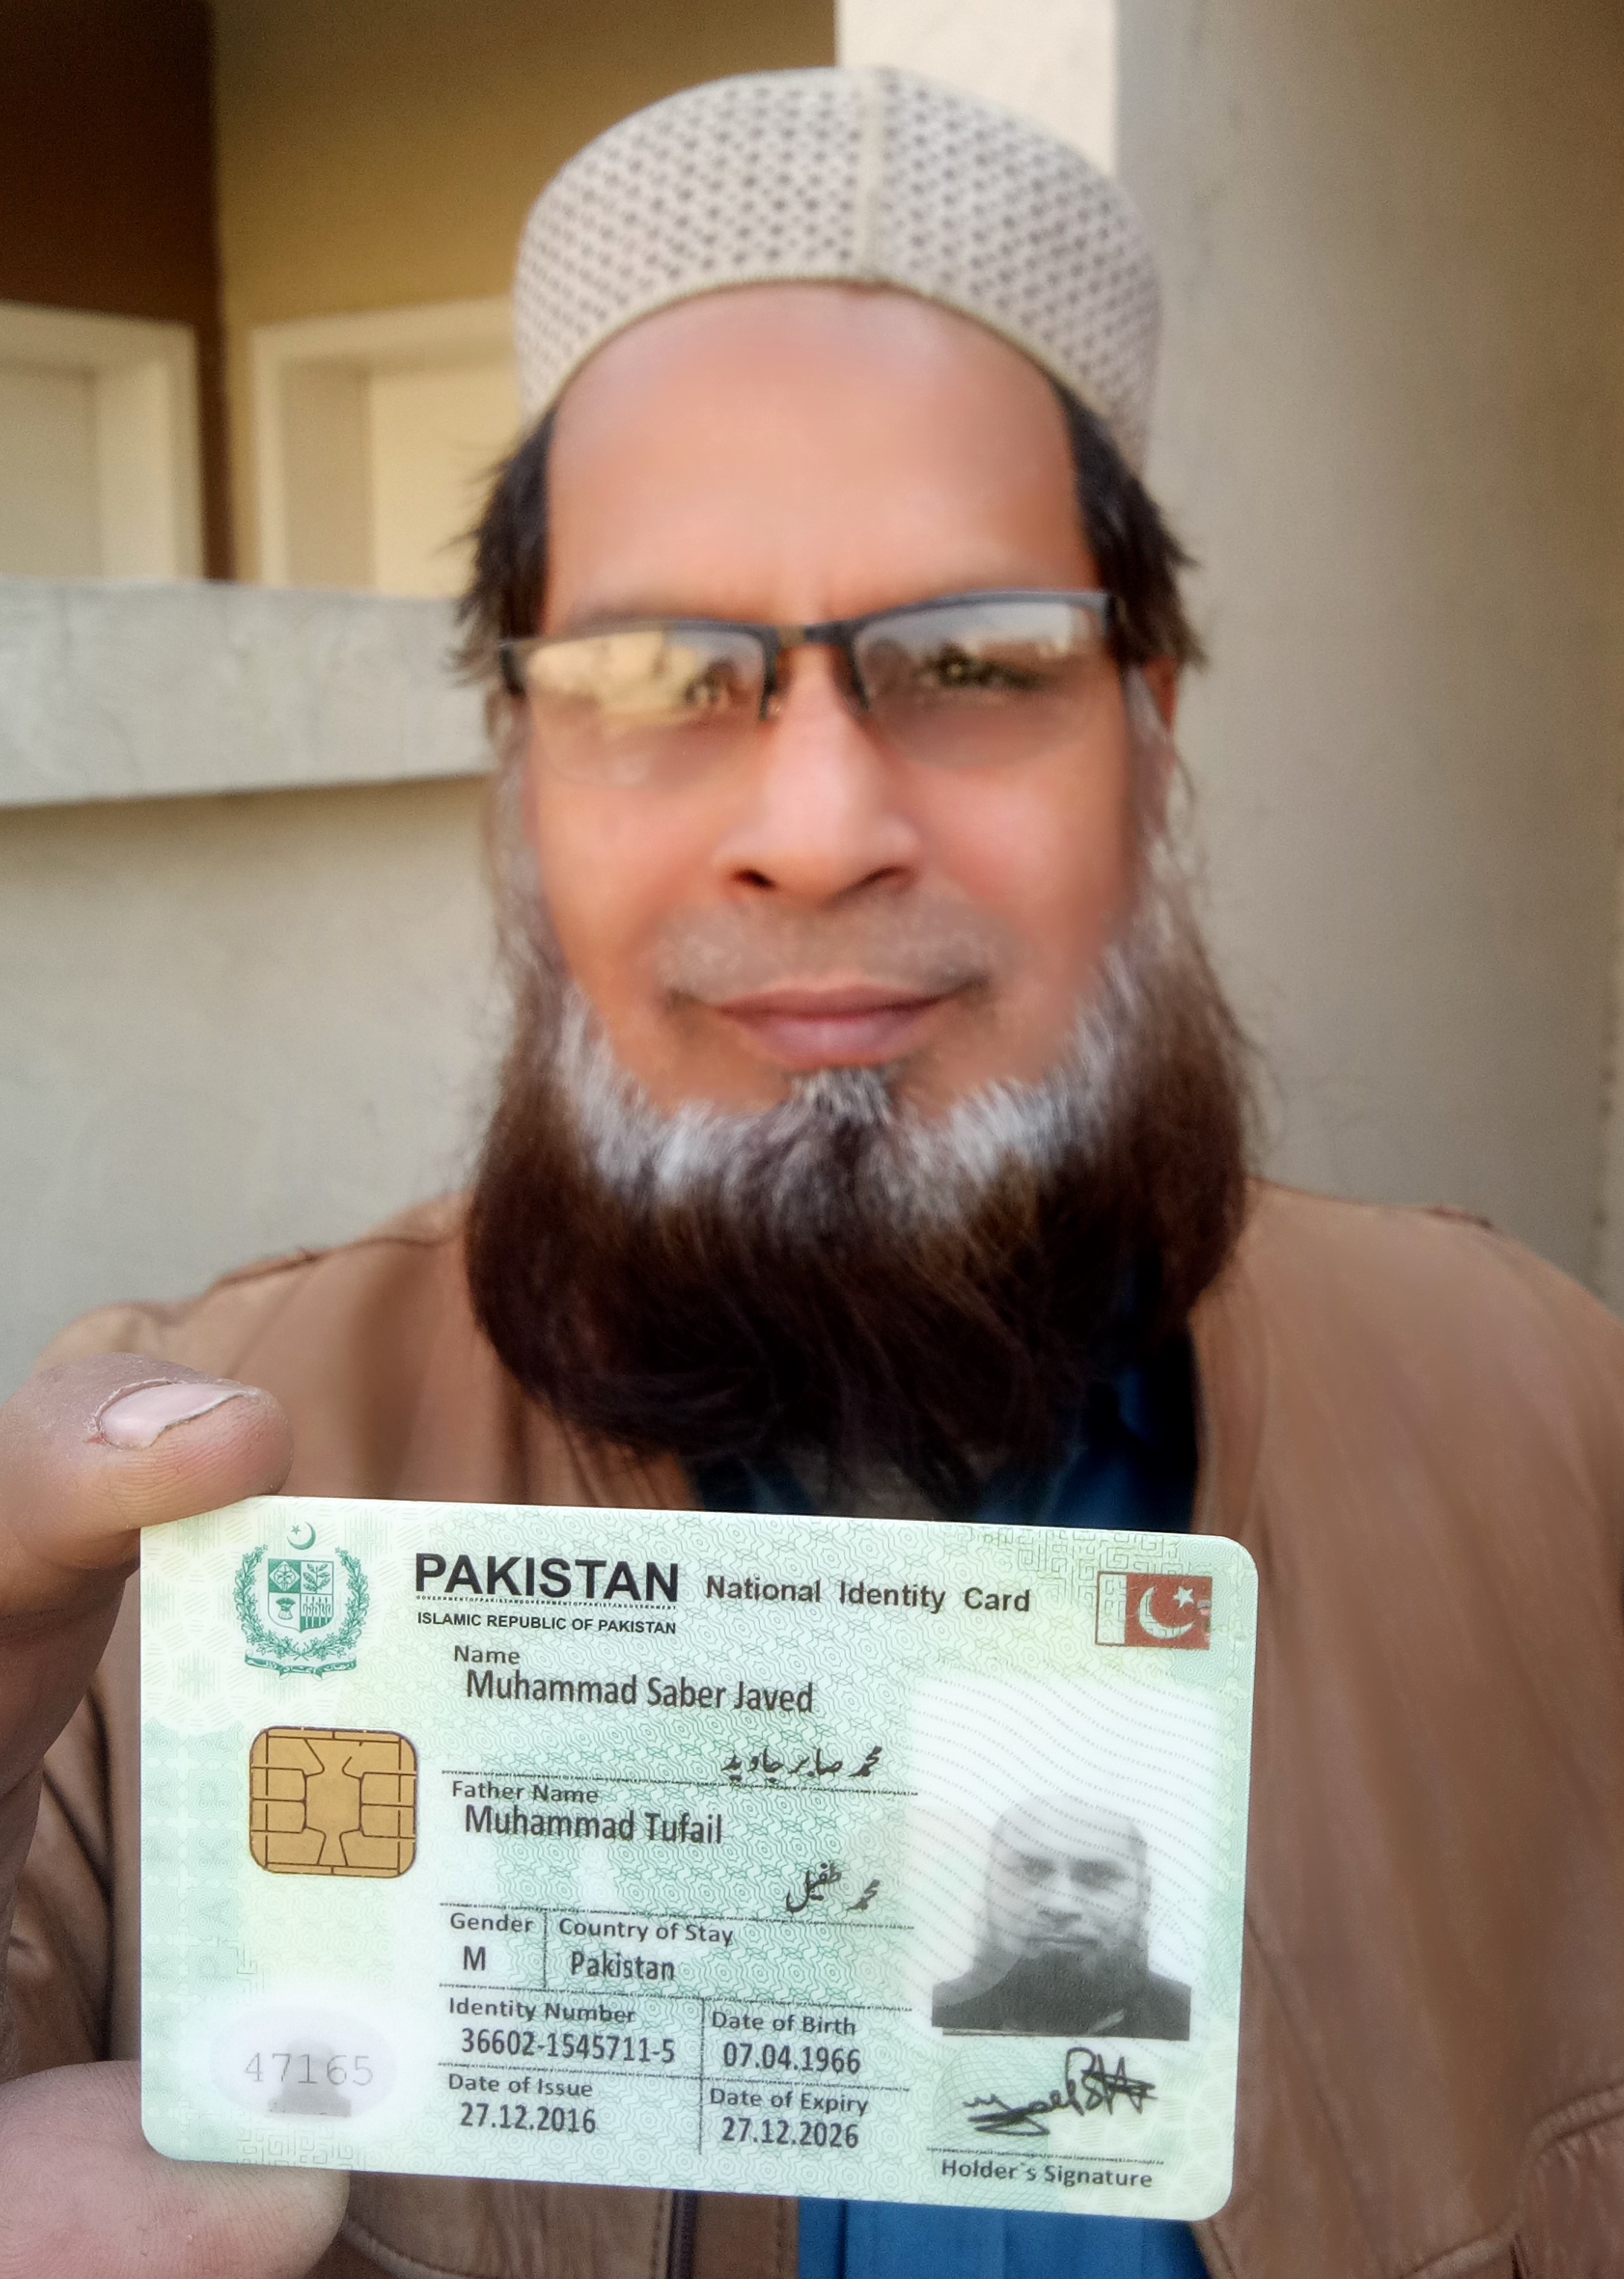 PAKISTAN National Identity Card
ISLAMIC REPUBLIC OF PAKISTAN
Name
Muhammad Saber Javed
محمد صابر جاوید
Father Name
Muhammad Tufail
محمد طفیل
Gender Country of Stay
M Pakistan
Identity Number Date of Birth
36602-1545711-5 07.04.1966
Date of Issue Date of Expiry
27.12.2016 27.12.2026
47165
Holder`s Signature